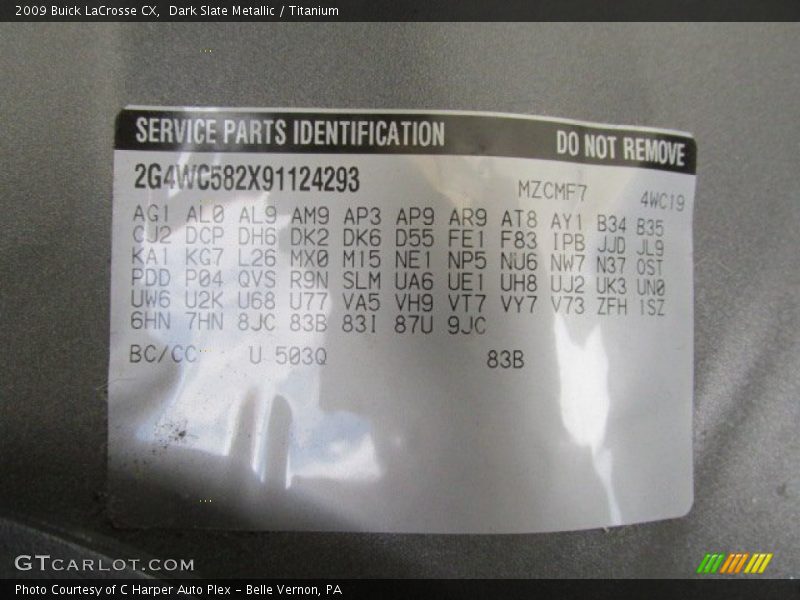 2009 Buick LaCrosse CX,  Dark Slate Metallic / Titanium
SERVICE PARTS IDENTIFICATION DO NOT REMOVE
2G4WC582X91124293 MZCMF7 4WC19
AG1 AL0 AL9 AM9 AP3 AP9 AR9 AT8 AY1 B34 B35
CJ2 DCP DH6 DK2 DK6 D55 FE1 F83 IPB JJD JL9
KA1 KG7 L26 MX0 M15 NE1 NP5 NU6 NW7 N37 OST
PDD P04 QVS R9N SLM UA6 UE1 UH8 UJ2 UK3 UN0
UW6 U2K U68 U77 VA5 VH9 VT7 VY7 V73 ZFH 1SZ
6HN 7HN 8JC 83B 83I 87U 9JC
BC/CC U 503Q 83B
GTCARLOT.COM
Photo Courtesy of C Harper Auto Plex – Belle Vernon, PA